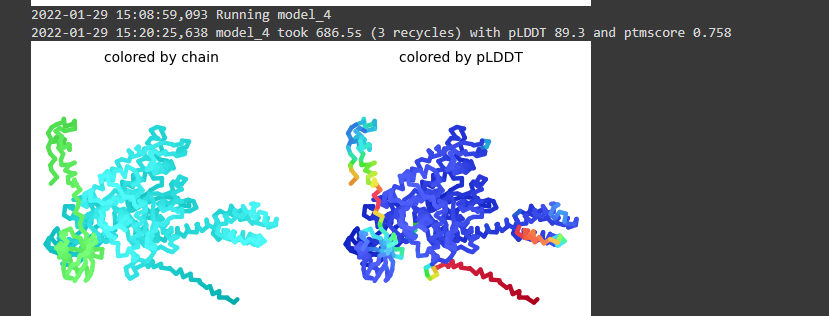 2022-01-29 15:08:59,093 Running model_4
2022-01-29 15:20:25,638 model_4 took 686.5s (3 recycles) with pLDDT 89.3 and ptmscore 0.758
colored by chain
colored by pLDDT